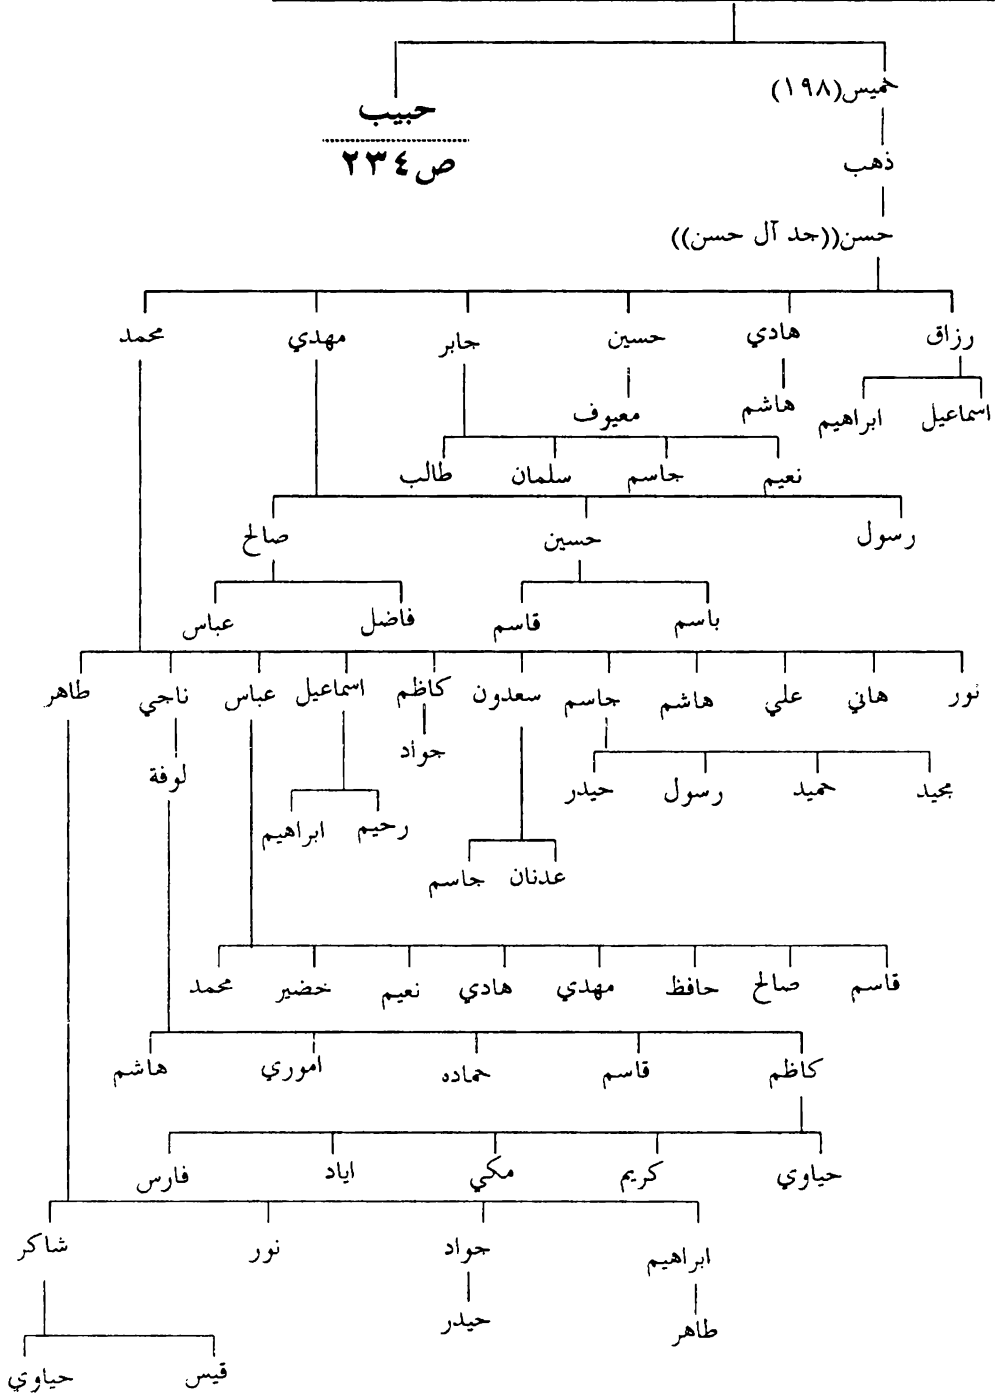 خميس(١٩٨)
حبيب
ص٢٣٤
ذهب
حسن((جد آل حسن))
رزاق هادي حسين جابر مهدي محمد
اسماعيل ابراهيم هاشم معيوف
نعيم جاسم سلمان طالب
رسول حسين صالح
باسم قاسم فاضل عباس
نور هاني علي هاشم جاسم سعدون كاظم اسماعيل عباس ناجي طاهر
جواد لوفة
مجيد حميد رسول حيدر
رحيم ابراهيم
عدنان جاسم
قاسم صالح حافظ مهدي هادي نعيم خضير محمد
كاظم قاسم حماده اموري هاشم
حياوي كريم مكي اياد فارس
ابراهيم جواد نور شاكر
طاهر حيدر
قيس حياوي